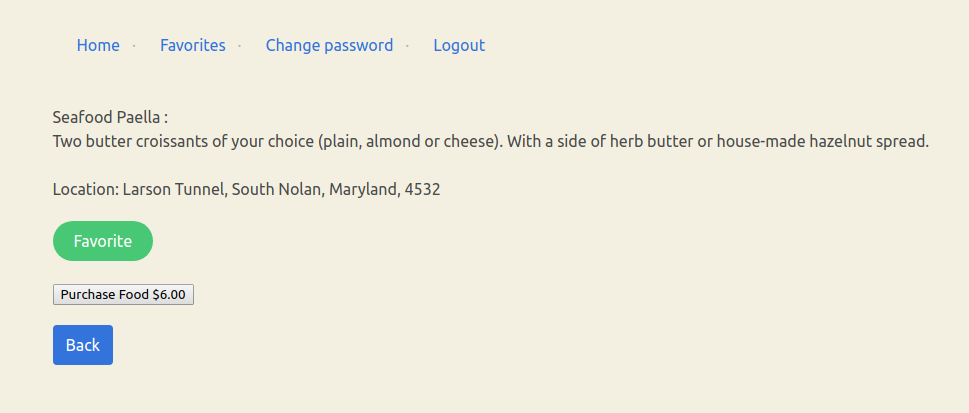 Home · Favorites · Change password · Logout
Seafood Paella :
Two butter croissants of your choice (plain, almond or cheese). With a side of herb butter or house-made hazelnut spread.
Location: Larson Tunnel, South Nolan, Maryland, 4532
Favorite
Purchase Food $6.00
Back